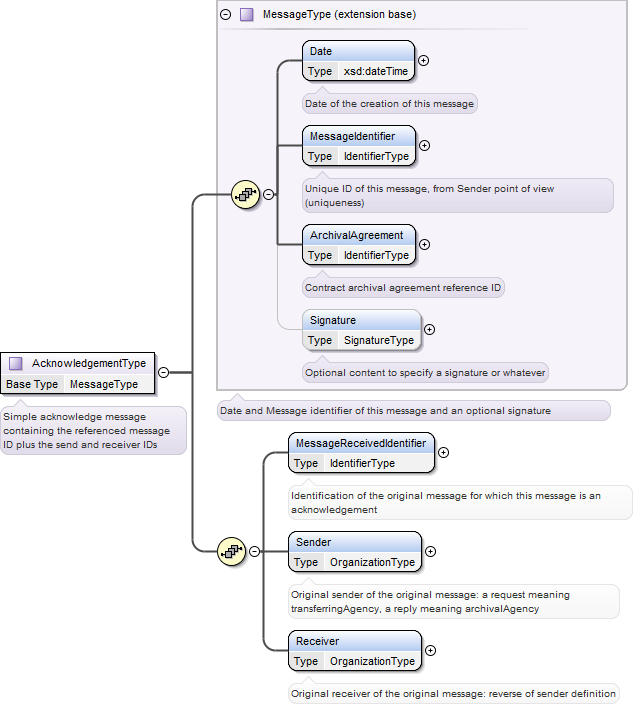 MessageType (extension base)
Date
Type xsd:dateTime
Date of the creation of this message
MessageIdentifier
Type IdentifierType
Unique ID of this message, from Sender point of view
(uniqueness)
ArchivalAgreement
Type IdentifierType
Contract archival agreement reference ID
Signature
Type SignatureType
Optional content to specify a signature or whatever
Date and Message identifier of this message and an optional signature
AcknowledgementType
Base Type MessageType
Simple acknowledge message
containing the referenced message
ID plus the send and receiver IDs
MessageReceivedIdentifier
Type IdentifierType
Identification of the original message for which this message is an
acknowledgement
Sender
Type OrganizationType
Original sender of the original message: a request meaning
transferringAgency, a reply meaning archivalAgency
Receiver
Type OrganizationType
Original receiver of the original message: reverse of sender definition